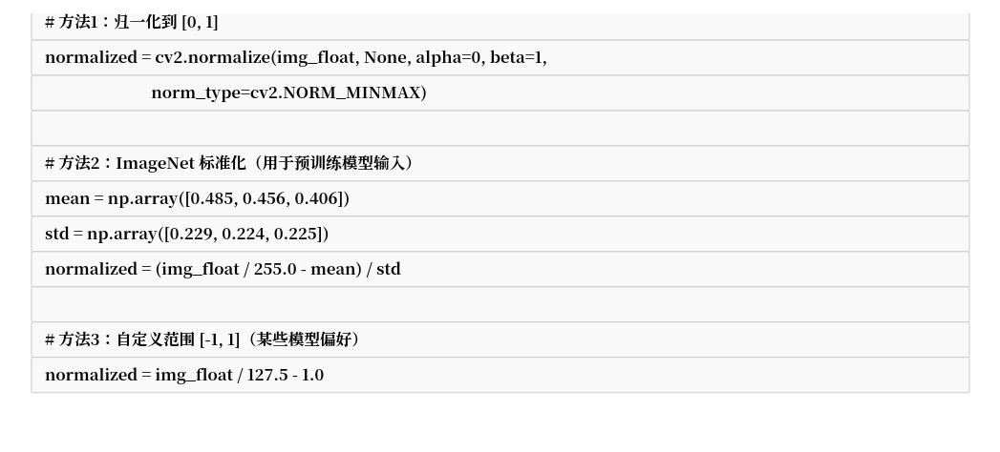 # 方法1：归一化到 [0, 1]
normalized = cv2.normalize(img_float, None, alpha=0, beta=1,
norm_type=cv2.NORM_MINMAX)
# 方法2：ImageNet 标准化（用于预训练模型输入）
mean = np.array([0.485, 0.456, 0.406])
std = np.array([0.229, 0.224, 0.225])
normalized = (img_float / 255.0 - mean) / std
# 方法3：自定义范围 [-1, 1]（某些模型偏好）
normalized = img_float / 127.5 - 1.0